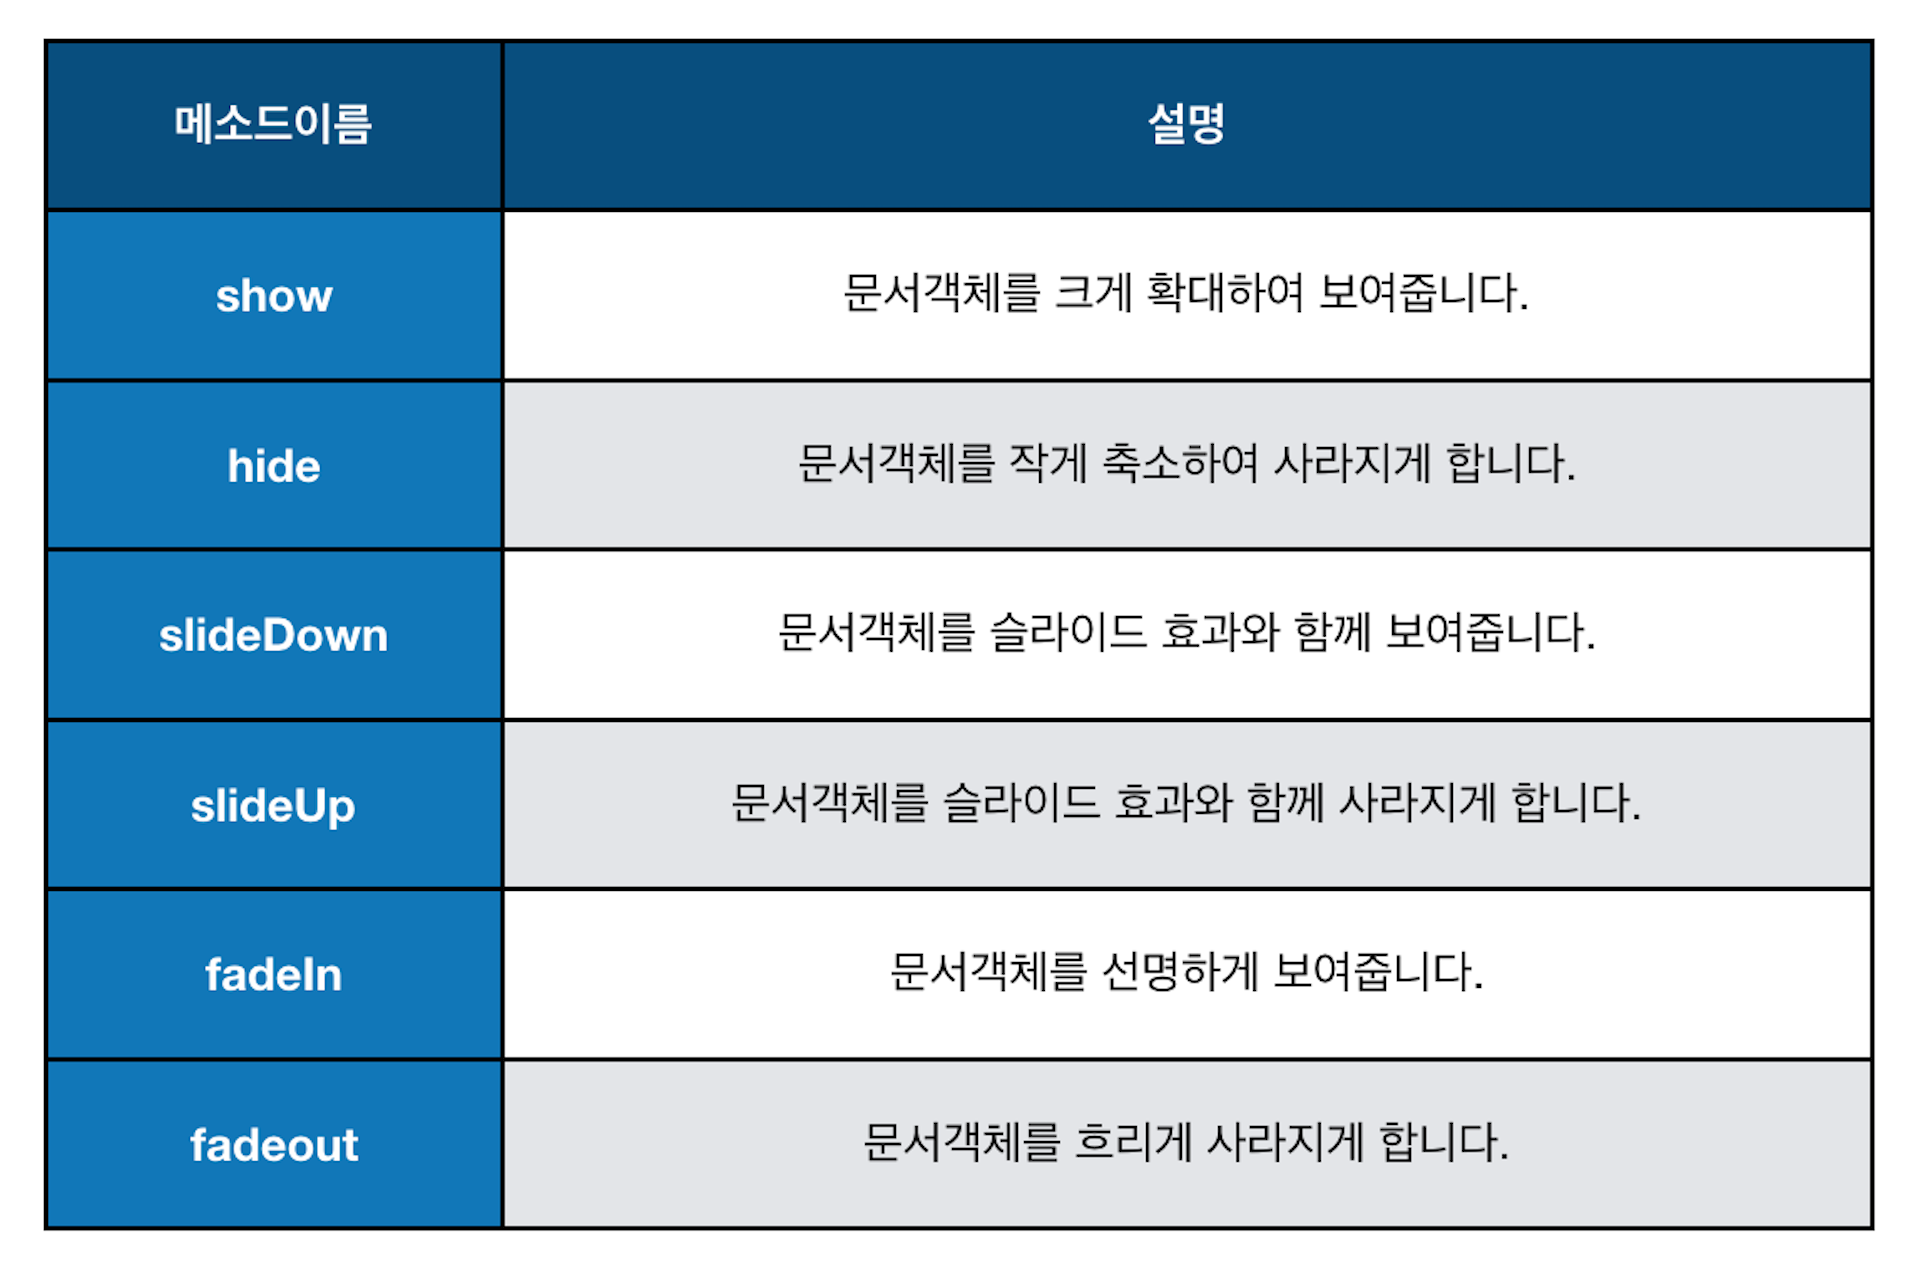 메소드이름 설명
show 문서객체를 크게 확대하여 보여줍니다.
hide 문서객체를 작게 축소하여 사라지게 합니다.
slideDown 문서객체를 슬라이드 효과와 함께 보여줍니다.
slideUp 문서객체를 슬라이드 효과와 함께 사라지게 합니다.
fadeIn 문서객체를 선명하게 보여줍니다.
fadeout 문서객체를 흐리게 사라지게 합니다.